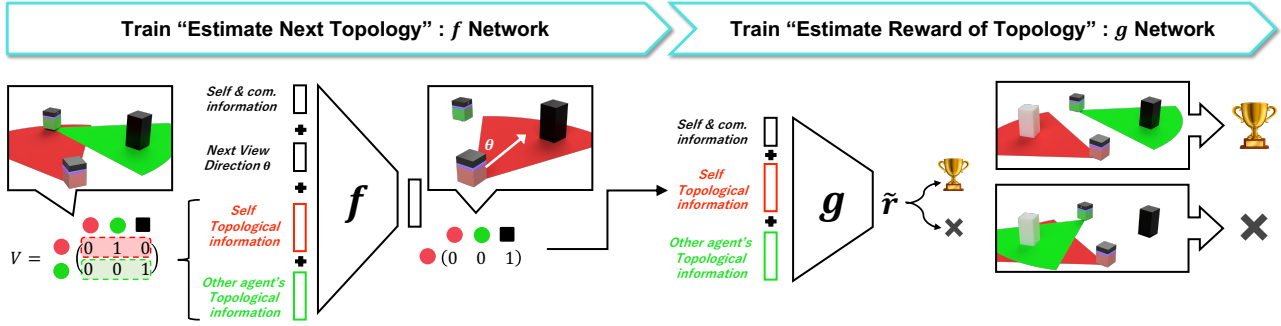 Train “Estimate Next Topology” : f Network
Train “Estimate Reward of Topology” : g Network
Self & com.
information
Next View
Direction θ
Self
Topological
information
Other agent's
Topological
information
V =
0 1 0
0 0 1
f
θ
(0 0 1)
Self & com.
information
Self
Topological
information
Other agent's
Topological
information
g
r̃